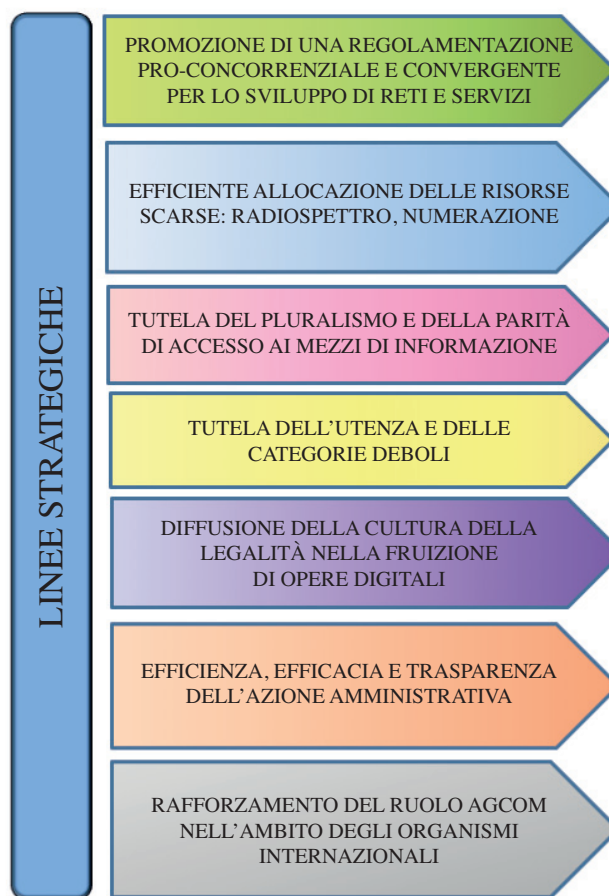 LINEE STRATEGICHE
PROMOZIONE DI UNA REGOLAMENTAZIONE
PRO-CONCORRENZIALE E CONVERGENTE
PER LO SVILUPPO DI RETI E SERVIZI
EFFICIENTE ALLOCAZIONE DELLE RISORSE
SCARSE: RADIOSPETTRO, NUMERAZIONE
TUTELA DEL PLURALISMO E DELLA PARITÀ
DI ACCESSO AI MEZZI DI INFORMAZIONE
TUTELA DELL’UTENZA E DELLE
CATEGORIE DEBOLI
DIFFUSIONE DELLA CULTURA DELLA
LEGALITÀ NELLA FRUIZIONE
DI OPERE DIGITALI
EFFICIENZA, EFFICACIA E TRASPARENZA
DELL’AZIONE AMMINISTRATIVA
RAFFORZAMENTO DEL RUOLO AGCOM
NELL’AMBITO DEGLI ORGANISMI
INTERNAZIONALI